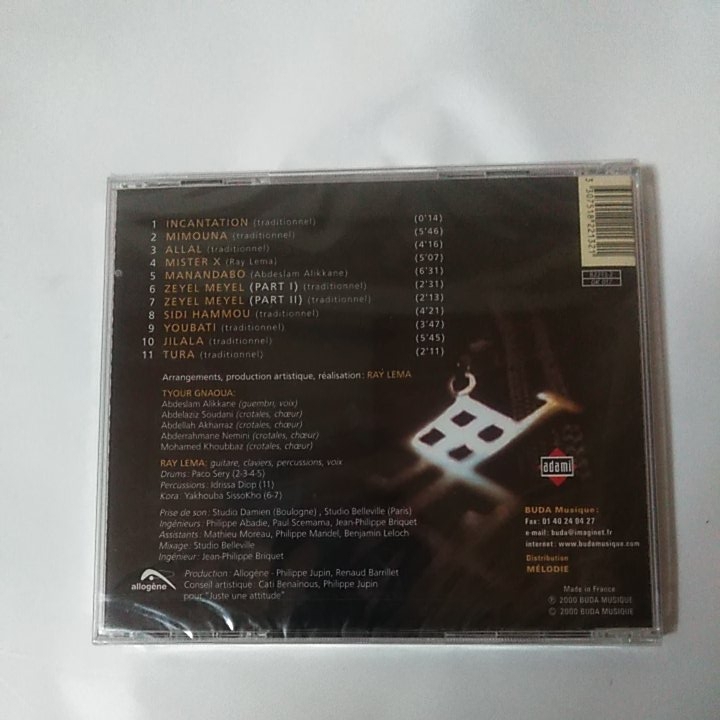 1 INCANTATION (traditionnel) (0'14)
2 MIMOUNA (traditionnel) (5'46)
3 ALLAL (traditionnel) (4'16)
4 MISTER X (Ray Lema) (5'07)
5 MANANDABO (Abdeslam Alikkane) (6'31)
6 ZEYEL MEYEL (PART I) (traditionnel) (2'31)
7 ZEYEL MEYEL (PART II) (traditionnel) (2'13)
8 SIDI HAMMOU (traditionnel) (4'21)
9 YOUBATI (traditionnel) (3'47)
10 JILALA (traditionnel) (5'45)
11 TURA (traditionnel) (2'11)
Arrangements, production artistique, réalisation : RAY LEMA
TYOUR GNAOUA:
Abdeslam Alikkane (guembri, voix)
Abdelaziz Soudani (crotales, chœur)
Abdellah Akharraz (crotales, chœur)
Abderrahmane Nemini (crotales, chœur)
Mohamed Khoubbaz (crotales, chœur)
RAY LEMA: guitare, claviers, percussions, voix
Drums : Paco Sery (2-3-4-5)
Percussions : Idrissa Diop (11)
Kora : Yakhouba SissoKho (6-7)
Prise de son : Studio Damien (Boulogne) , Studio Belleville (Paris)
Ingénieurs : Philippe Abadie, Paul Scemama, Jean-Philippe Briquet
Assistants : Mathieu Moreau, Philippe Mandel, Benjamin Leloch
Mixage : Studio Belleville
Ingénieur : Jean-Philippe Briquet
allogène
Production : Allogène - Philippe Jupin, Renaud Barrillet
Conseil artistique : Cati Benainous, Philippe Jupin
pour "Juste une attitude"
3 307518 221321
82213-2
adami
BUDA Musique :
Fax : 01 40 24 04 27
e-mail : buda@imaginet.fr
internet : www.budamusique.com
Distribution
MÉLODIE
Made in France
℗ 2000 BUDA MUSIQUE
© 2000 BUDA MUSIQUE